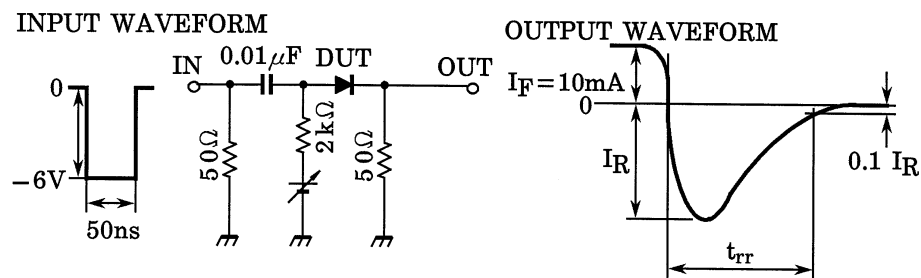 INPUT WAVEFORM
0
−6V
50ns
IN
0.01μF
DUT
OUT
50Ω
2kΩ
50Ω
OUTPUT WAVEFORM
I_F=10mA
0
I_R
0.1 I_R
t_rr